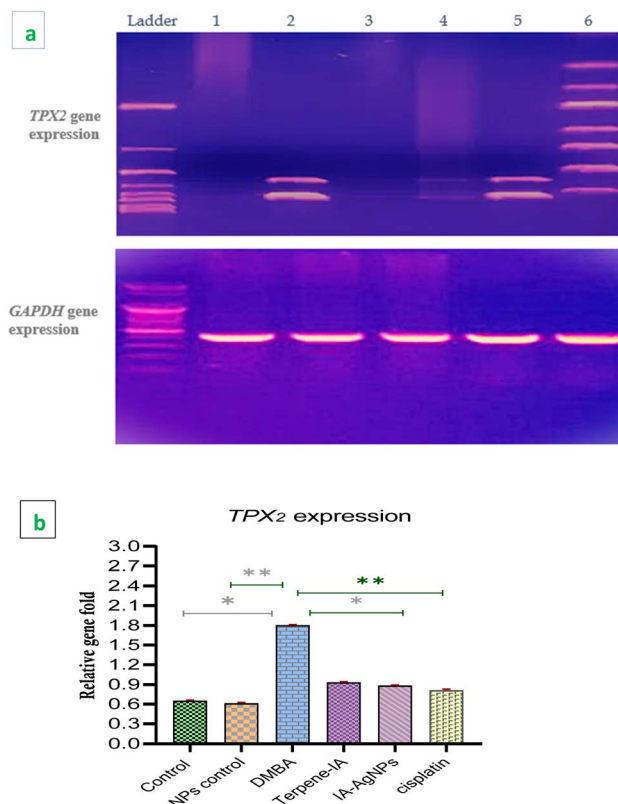 a
Ladder 1 2 3 4 5 6
TPX2 gene
expression
GAPDH gene
expression
b
TPX2 expression
Relative gene fold
3.0
2.7
2.4
2.1
1.8
1.5
1.2
0.9
0.6
0.3
0.0
**
**
*
*
Control
NPs control
DMBA
Terpene-IA
IA-AgNPs
cisplatin